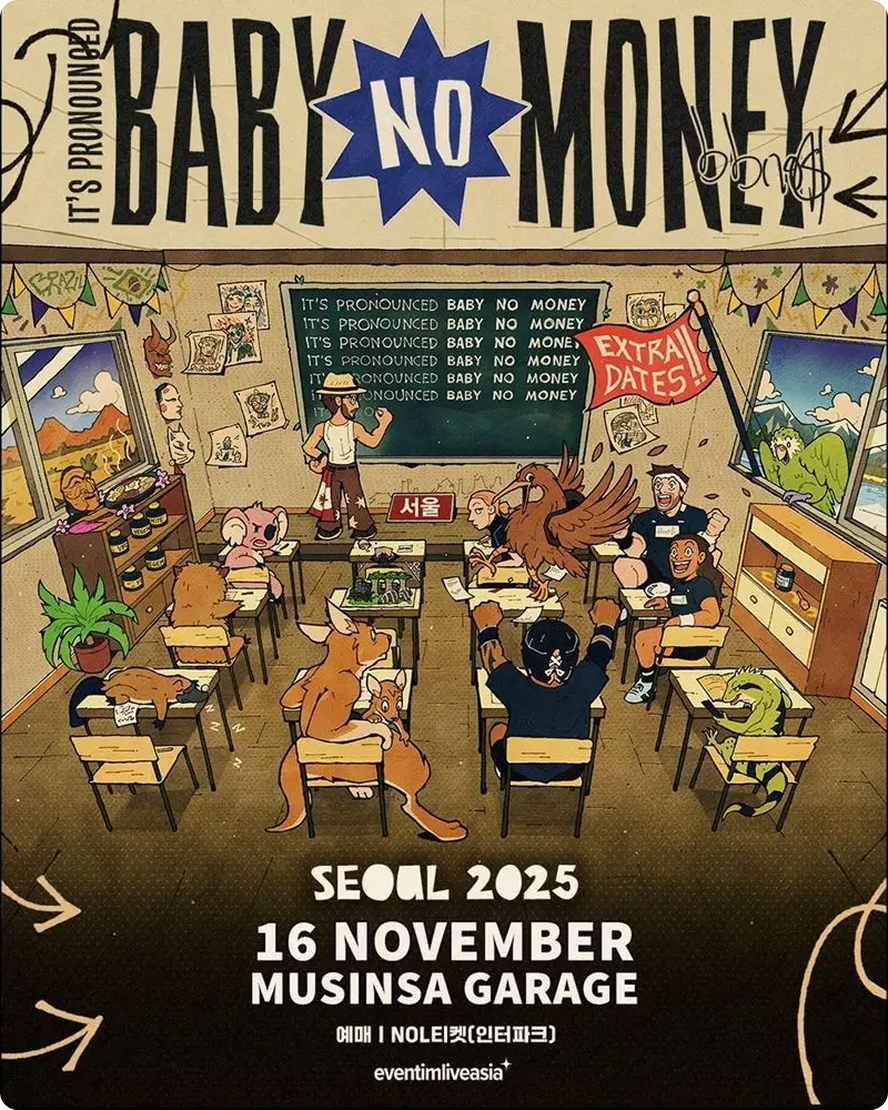 IT'S PRONOUNCED
BABY NO MONEY
bbno$
BRAZIL
IT'S PRONOUNCED BABY NO MONEY
IT'S PRONOUNCED BABY NO MONEY
IT'S PRONOUNCED BABY NO MONEY
IT'S PRONOUNCED BABY NO MONEY
IT'S PRONOUNCED BABY NO MONEY
PRONOUNCED BABY NO MONEY
IT
EXTRA
DATES!!
서울
SEOUL 2025
16 NOVEMBER
MUSINSA GARAGE
예매 I NOL티켓(인터파크)
eventimliveasia